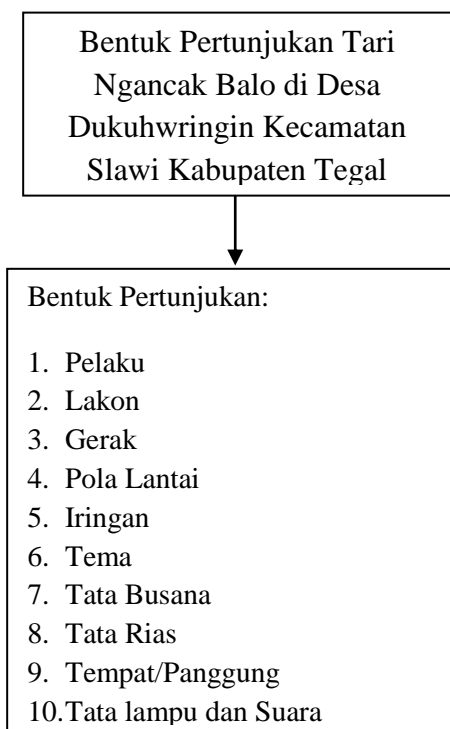 Bentuk Pertunjukan Tari
Ngancak Balo di Desa
Dukuhwringin Kecamatan
Slawi Kabupaten Tegal
Bentuk Pertunjukan:
1. Pelaku
2. Lakon
3. Gerak
4. Pola Lantai
5. Iringan
6. Tema
7. Tata Busana
8. Tata Rias
9. Tempat/Panggung
10.Tata lampu dan Suara